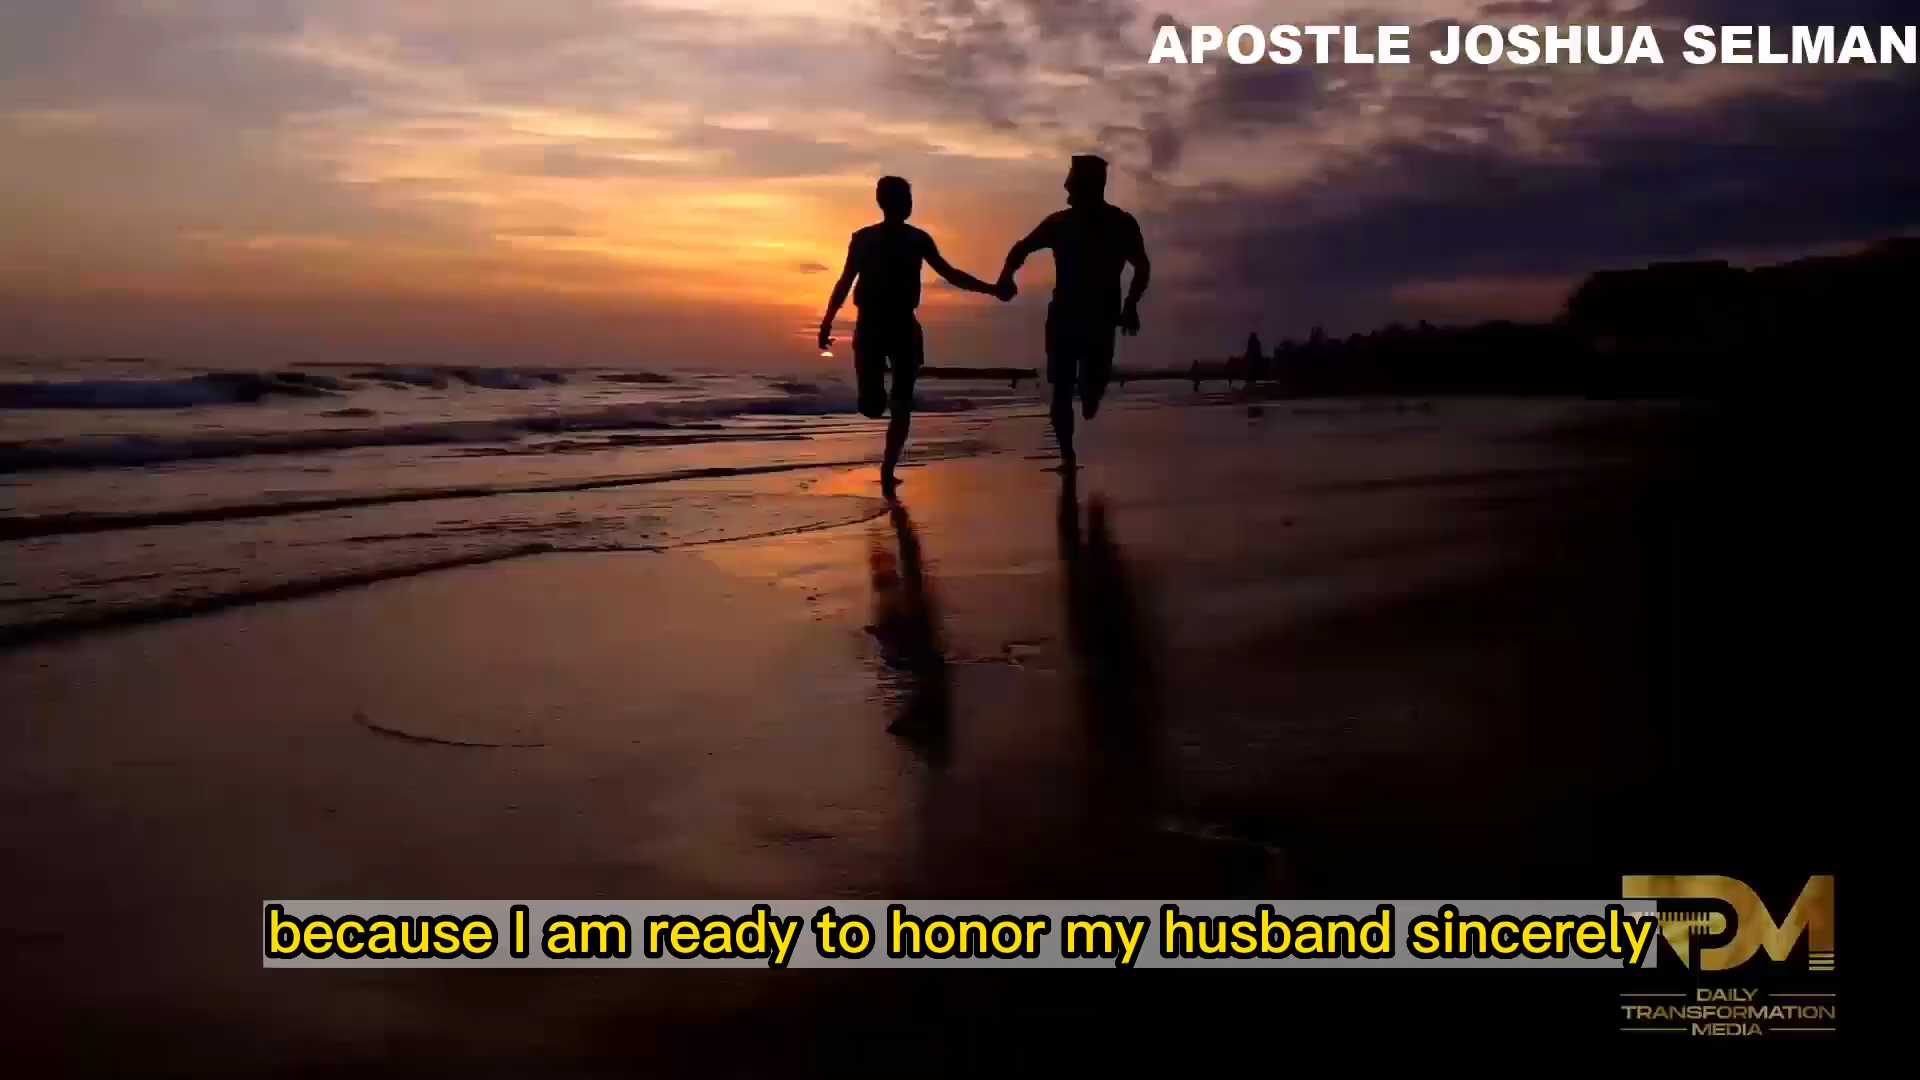 APOSTLE JOSHUA SELMAN
because I am ready to honor my husband sincerely
DAILY
TRANSFORMATION
MEDIA